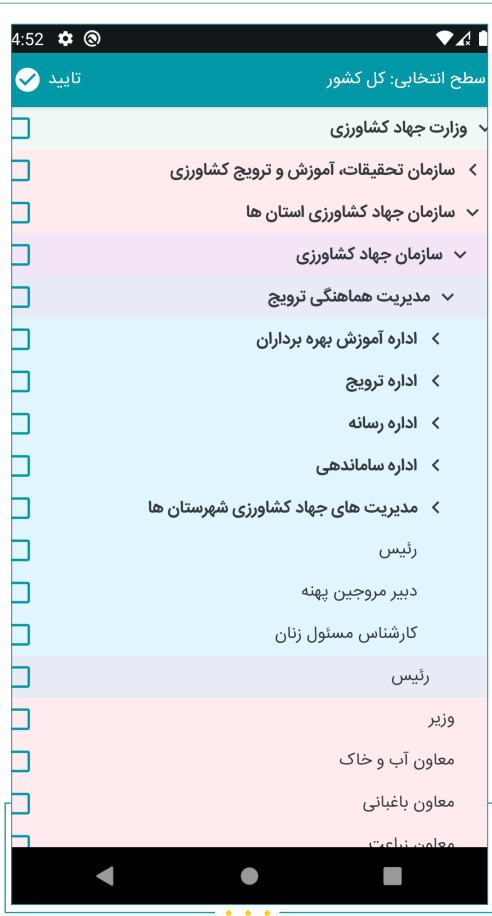 4:52
سطح انتخابی: کل کشور
تایید
وزارت جهاد کشاورزی
سازمان تحقیقات، آموزش و ترویج کشاورزی
سازمان جهاد کشاورزی استان ها
سازمان جهاد کشاورزی
مدیریت هماهنگی ترویج
اداره آموزش بهره برداران
اداره ترویج
اداره رسانه
اداره ساماندهی
مدیریت های جهاد کشاورزی شهرستان ها
رئیس
دبیر مروجین پهنه
کارشناس مسئول زنان
رئیس
وزیر
معاون آب و خاک
معاون باغبانی
معاون زراعت